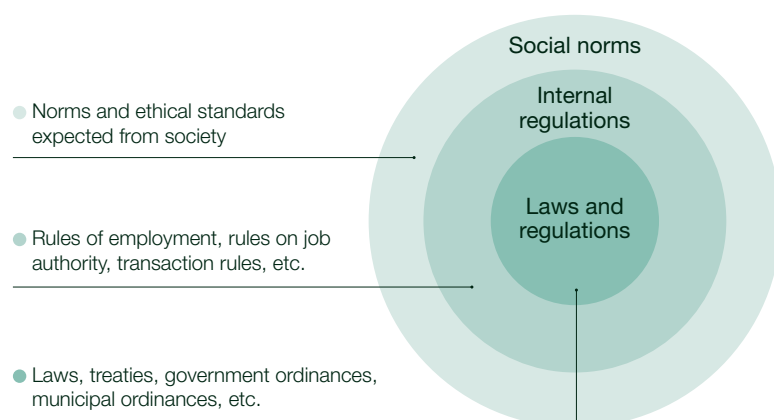 Social norms
Internal
regulations
Laws and
regulations
Norms and ethical standards
expected from society
Rules of employment, rules on job
authority, transaction rules, etc.
Laws, treaties, government ordinances,
municipal ordinances, etc.